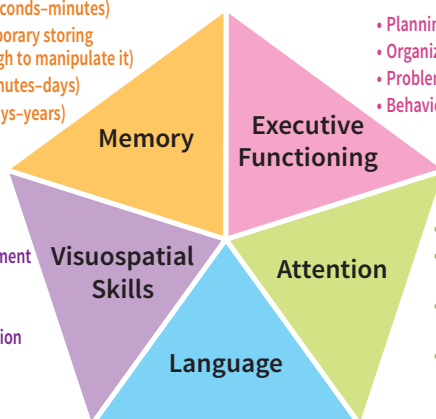 conds–minutes)
porary storing
gh to manipulate it)
nutes–days)
ys–years)
• Plannin
• Organiz
• Problem
• Behavio
Memory
Executive
Functioning
Visuospatial
Skills
Attention
Language
ment
ion
•
•
•
•